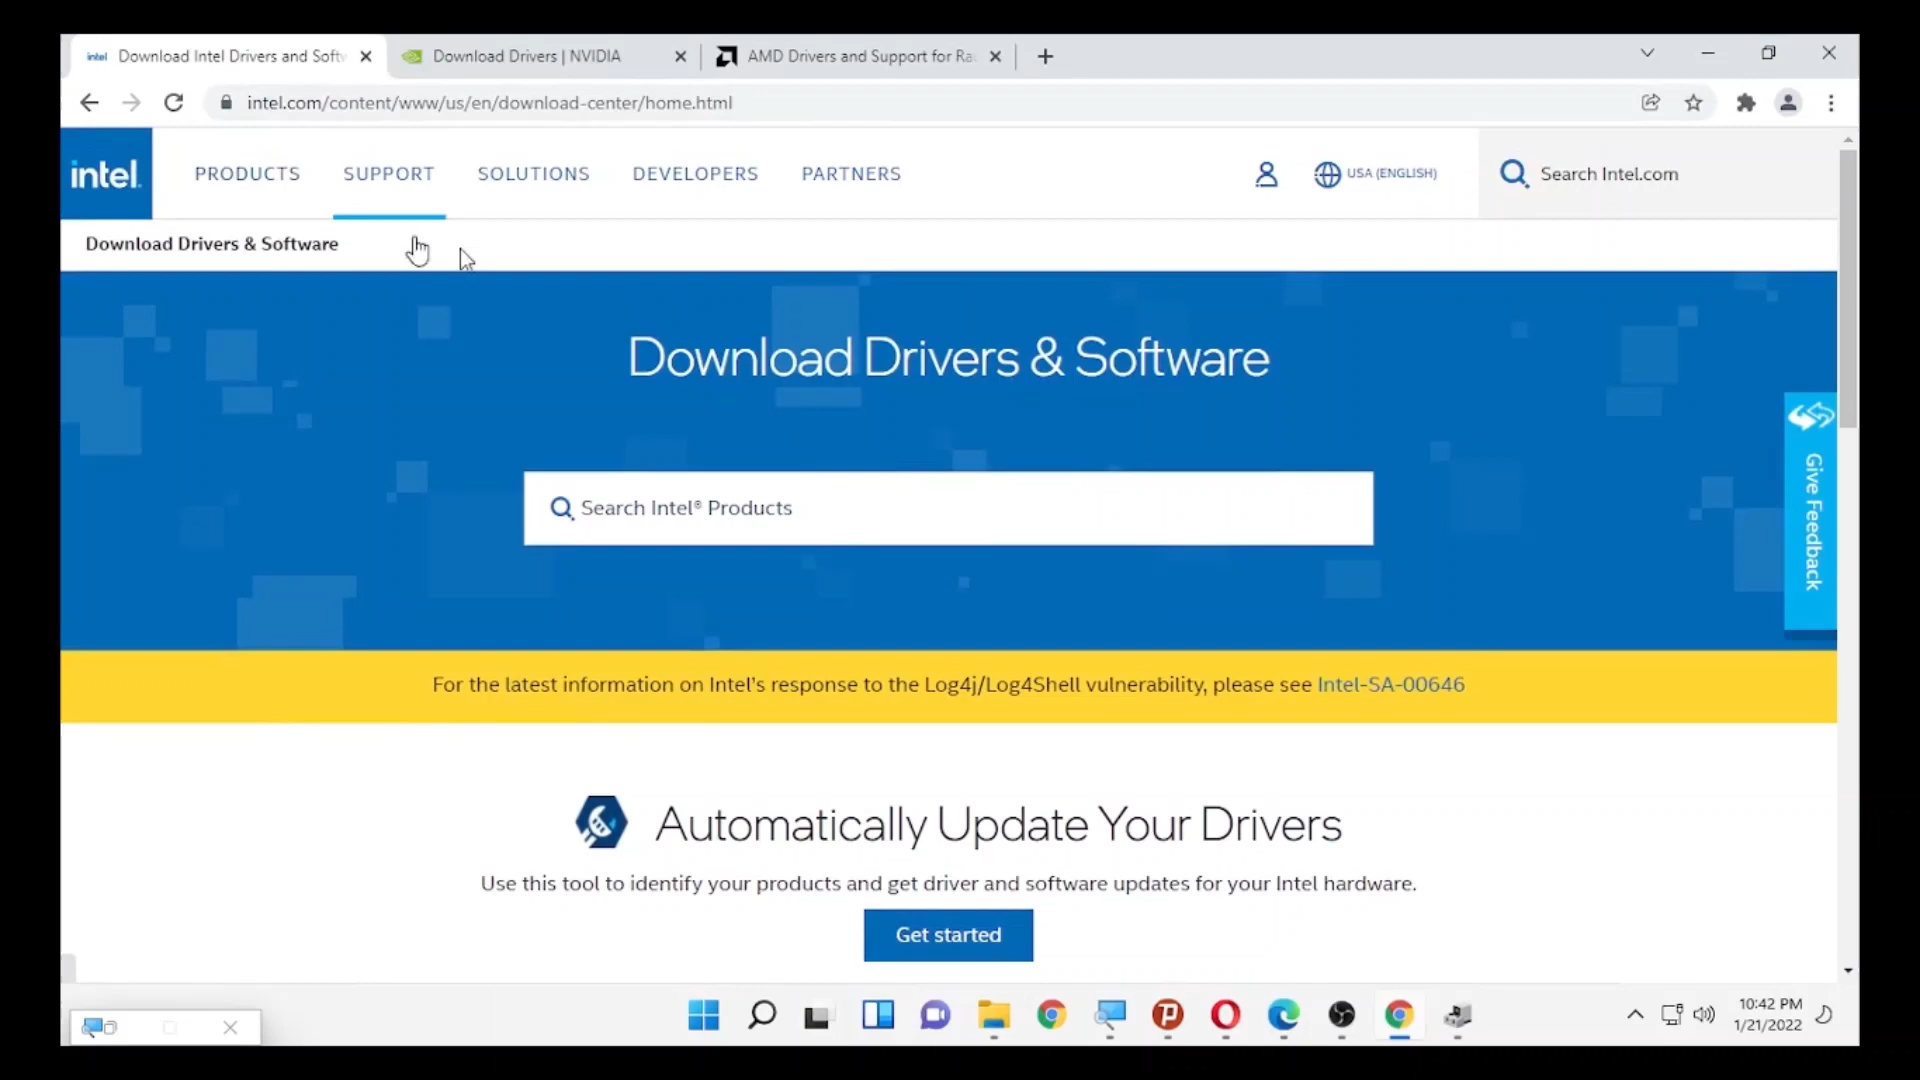 intel Download Intel Drivers and Softw
Download Drivers | NVIDIA
AMD Drivers and Support for Ra
intel.com/content/www/us/en/download-center/home.html
intel.
PRODUCTS SUPPORT SOLUTIONS DEVELOPERS PARTNERS
USA (ENGLISH)
Search Intel.com
Download Drivers & Software
Download Drivers & Software
Search Intel® Products
Give Feedback
For the latest information on Intel's response to the Log4j/Log4Shell vulnerability, please see Intel-SA-00646
Automatically Update Your Drivers
Use this tool to identify your products and get driver and software updates for your Intel hardware.
Get started
10:42 PM
1/21/2022